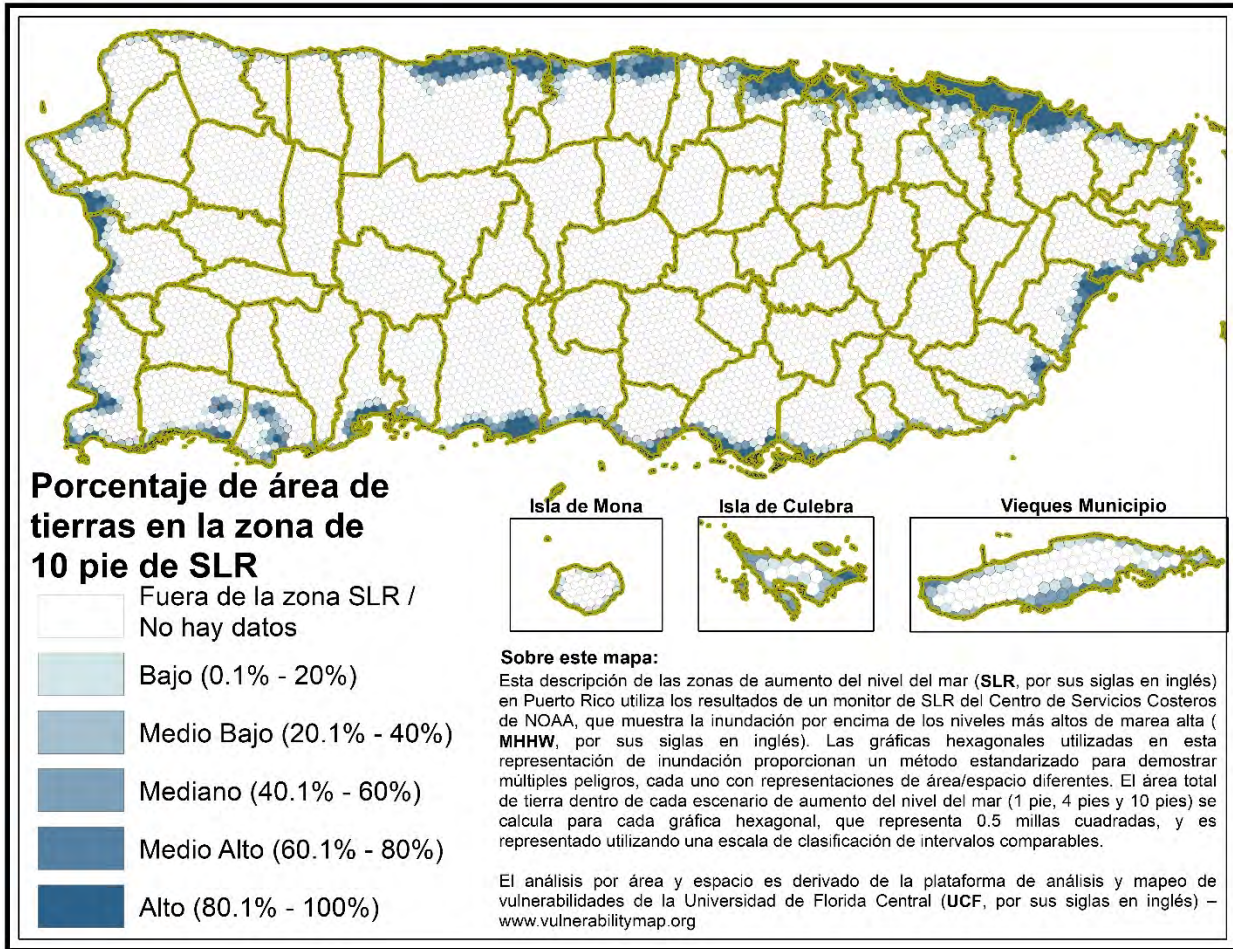 Porcentaje de área de
tierras en la zona de
10 pie de SLR
Fuera de la zona SLR /
No hay datos
Bajo (0.1% - 20%)
Medio Bajo (20.1% - 40%)
Mediano (40.1% - 60%)
Medio Alto (60.1% - 80%)
Alto (80.1% - 100%)
Isla de Mona
Isla de Culebra
Vieques Municipio
Sobre este mapa:
Esta descripción de las zonas de aumento del nivel del mar (SLR, por sus siglas en inglés)
en Puerto Rico utiliza los resultados de un monitor de SLR del Centro de Servicios Costeros
de NOAA, que muestra la inundación por encima de los niveles más altos de marea alta (
MHHW, por sus siglas en inglés). Las gráficas hexagonales utilizadas en esta
representación de inundación proporcionan un método estandarizado para demostrar
múltiples peligros, cada uno con representaciones de área/espacio diferentes. El área total
de tierra dentro de cada escenario de aumento del nivel del mar (1 pie, 4 pies y 10 pies) se
calcula para cada gráfica hexagonal, que representa 0.5 millas cuadradas, y es
representado utilizando una escala de clasificación de intervalos comparables.
El análisis por área y espacio es derivado de la plataforma de análisis y mapeo de
vulnerabilidades de la Universidad de Florida Central (UCF, por sus siglas en inglés) –
www.vulnerabilitymap.org